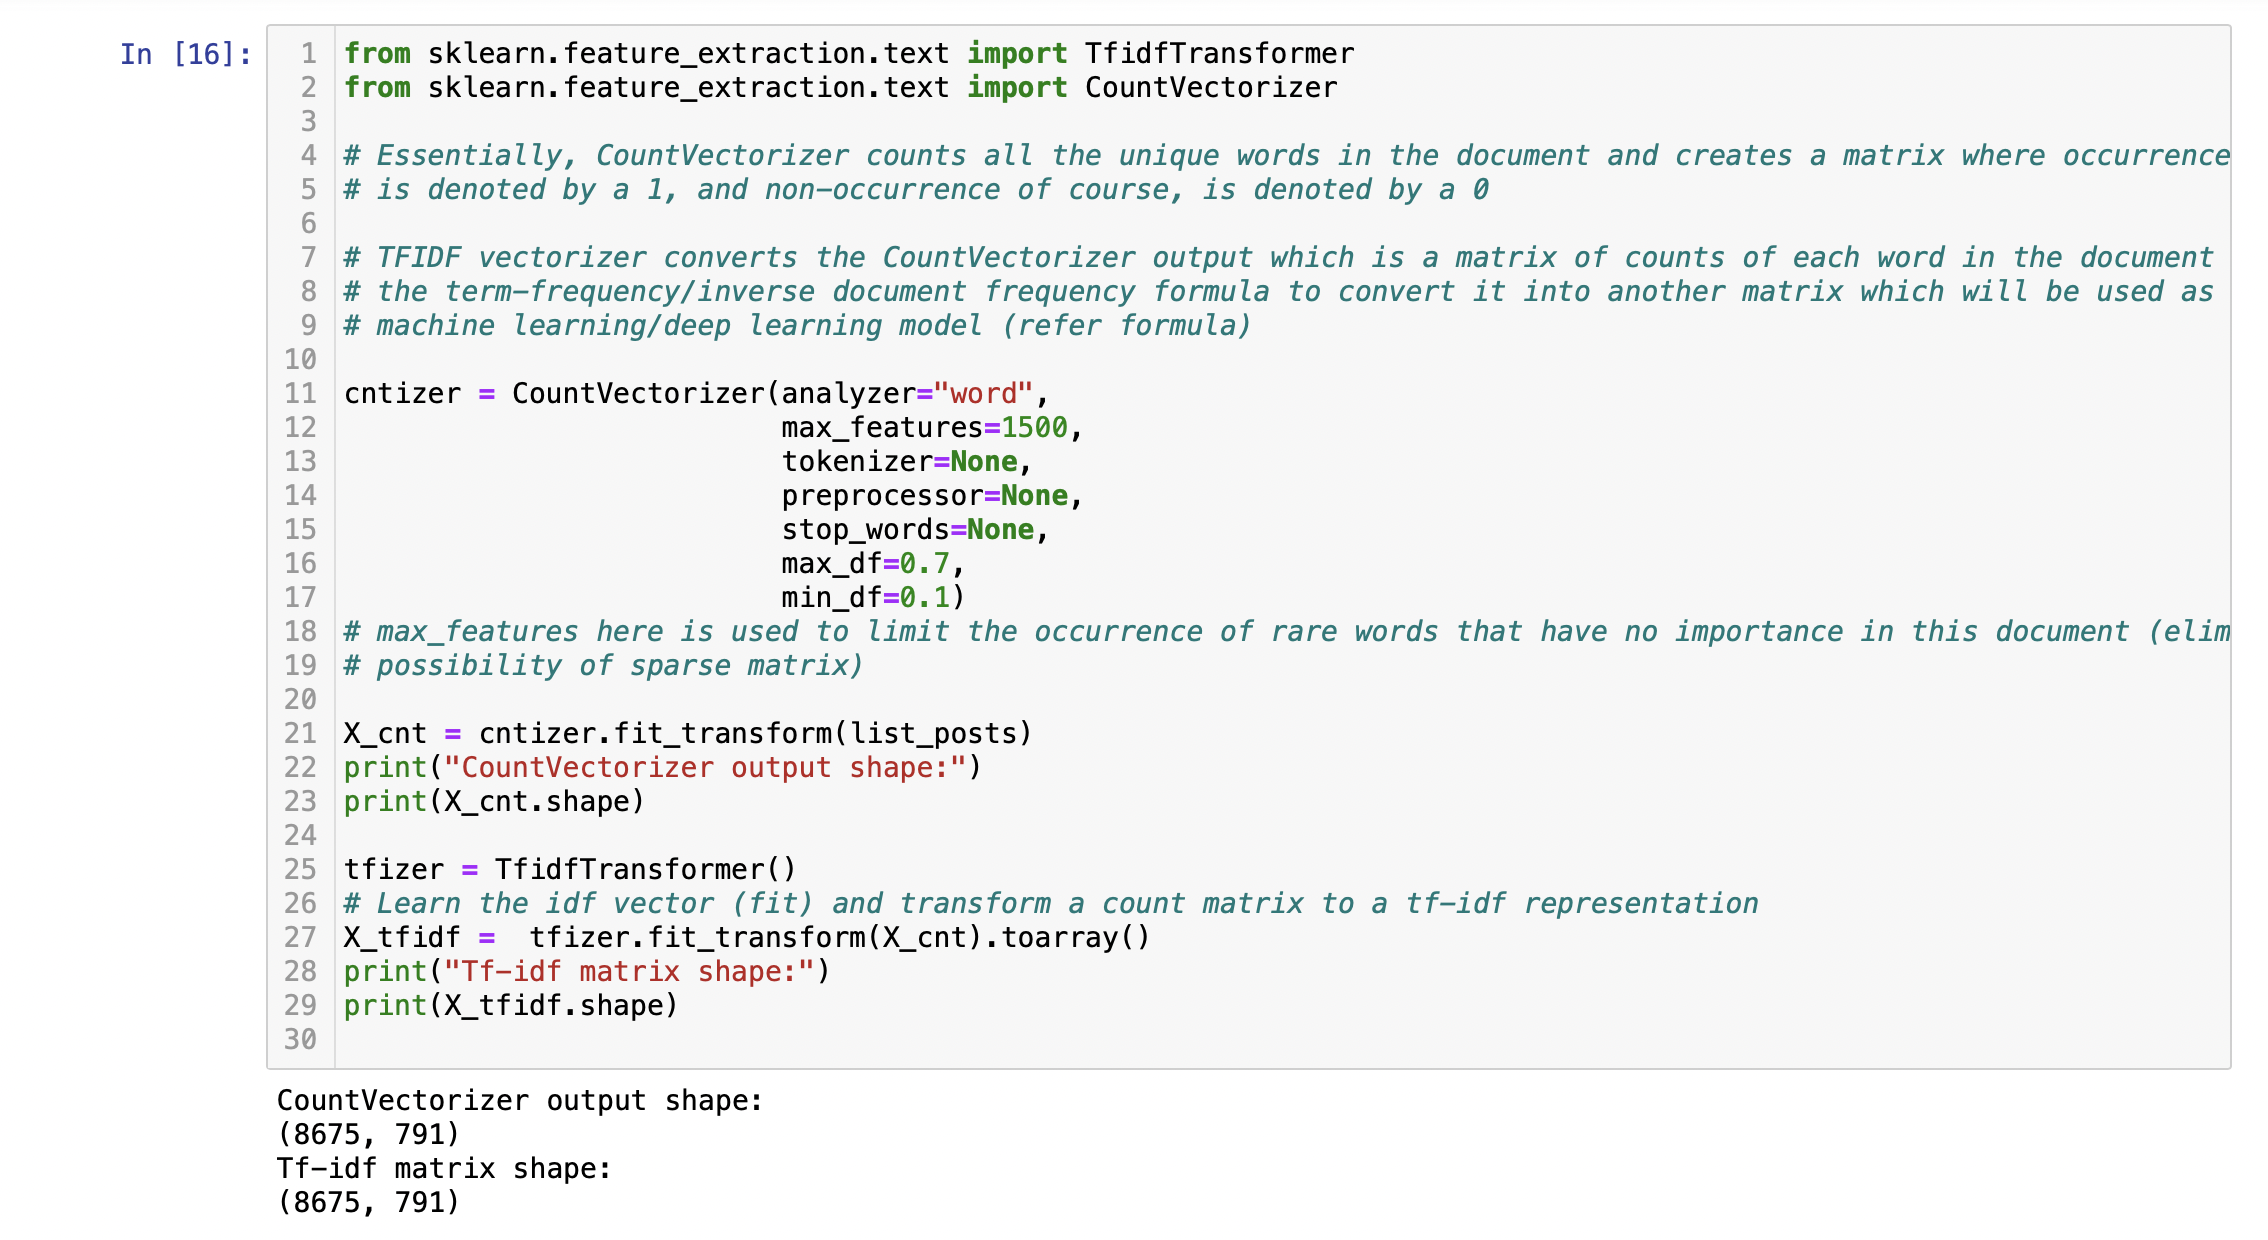 In [16]:
1 from sklearn.feature_extraction.text import TfidfTransformer
2 from sklearn.feature_extraction.text import CountVectorizer
3
4 # Essentially, CountVectorizer counts all the unique words in the document and creates a matrix where occurrence
5 # is denoted by a 1, and non-occurrence of course, is denoted by a 0
6
7 # TFIDF vectorizer converts the CountVectorizer output which is a matrix of counts of each word in the document
8 # the term-frequency/inverse document frequency formula to convert it into another matrix which will be used as
9 # machine learning/deep learning model (refer formula)
10
11 cntizer = CountVectorizer(analyzer="word",
12                           max_features=1500,
13                           tokenizer=None,
14                           preprocessor=None,
15                           stop_words=None,
16                           max_df=0.7,
17                           min_df=0.1)
18 # max_features here is used to limit the occurrence of rare words that have no importance in this document (elim
19 # possibility of sparse matrix)
20
21 X_cnt = cntizer.fit_transform(list_posts)
22 print("CountVectorizer output shape:")
23 print(X_cnt.shape)
24
25 tfizer = TfidfTransformer()
26 # Learn the idf vector (fit) and transform a count matrix to a tf-idf representation
27 X_tfidf =  tfizer.fit_transform(X_cnt).toarray()
28 print("Tf-idf matrix shape:")
29 print(X_tfidf.shape)
30
CountVectorizer output shape:
(8675, 791)
Tf-idf matrix shape:
(8675, 791)